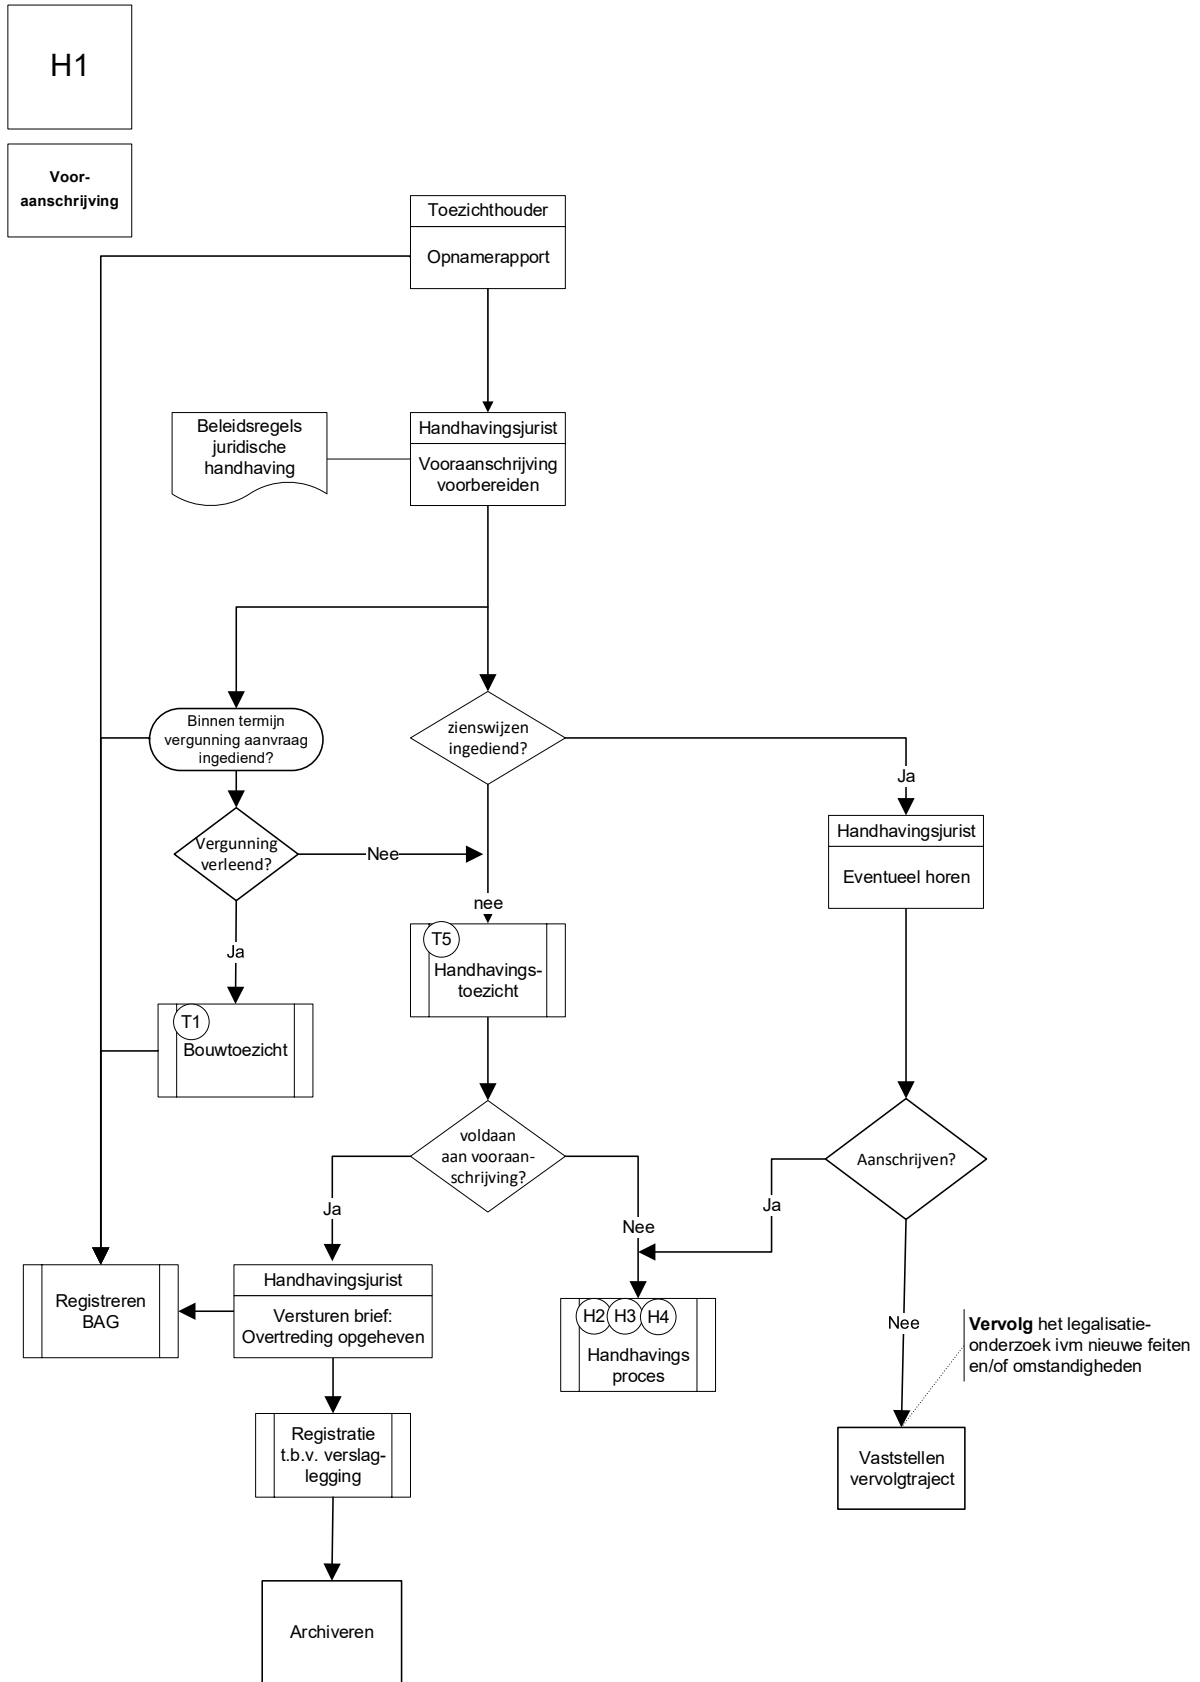 H1
Voor-
aanschrijving
Toezichthouder
Opnamerapport
Beleidsregels
juridische
handhaving
Handhavingsjurist
Vooraanschrijving
voorbereiden
Binnen termijn
vergunning aanvraag
ingediend?
zienswijzen
ingediend?
Ja
Vergunning
verleend?
Nee
Handhavingsjurist
Eventueel horen
nee
Ja
T5
Handhavings-
toezicht
T1
Bouwtoezicht
voldaan
aan vooraan-
schrijving?
Aanschrijven?
Ja
Nee
Ja
Registreren
BAG
Handhavingsjurist
Versturen brief:
Overtreding opgeheven
H2 H3 H4
Handhavings
proces
Nee
Vervolg het legalisatie-
onderzoek ivm nieuwe feiten
en/of omstandigheden
Registratie
t.b.v. verslag-
legging
Vaststellen
vervolgtraject
Archiveren